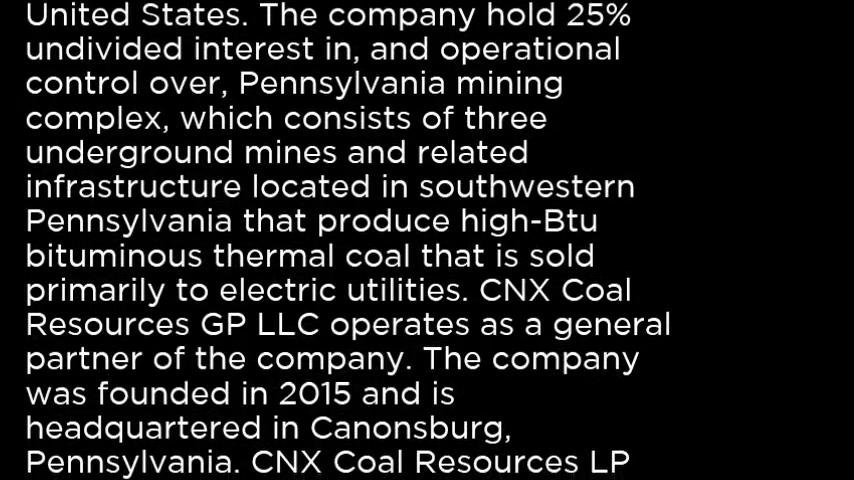 United States. The company hold 25%
undivided interest in, and operational
control over, Pennsylvania mining
complex, which consists of three
underground mines and related
infrastructure located in southwestern
Pennsylvania that produce high-Btu
bituminous thermal coal that is sold
primarily to electric utilities. CNX Coal
Resources GP LLC operates as a general
partner of the company. The company
was founded in 2015 and is
headquartered in Canonsburg,
Pennsylvania. CNX Coal Resources LP